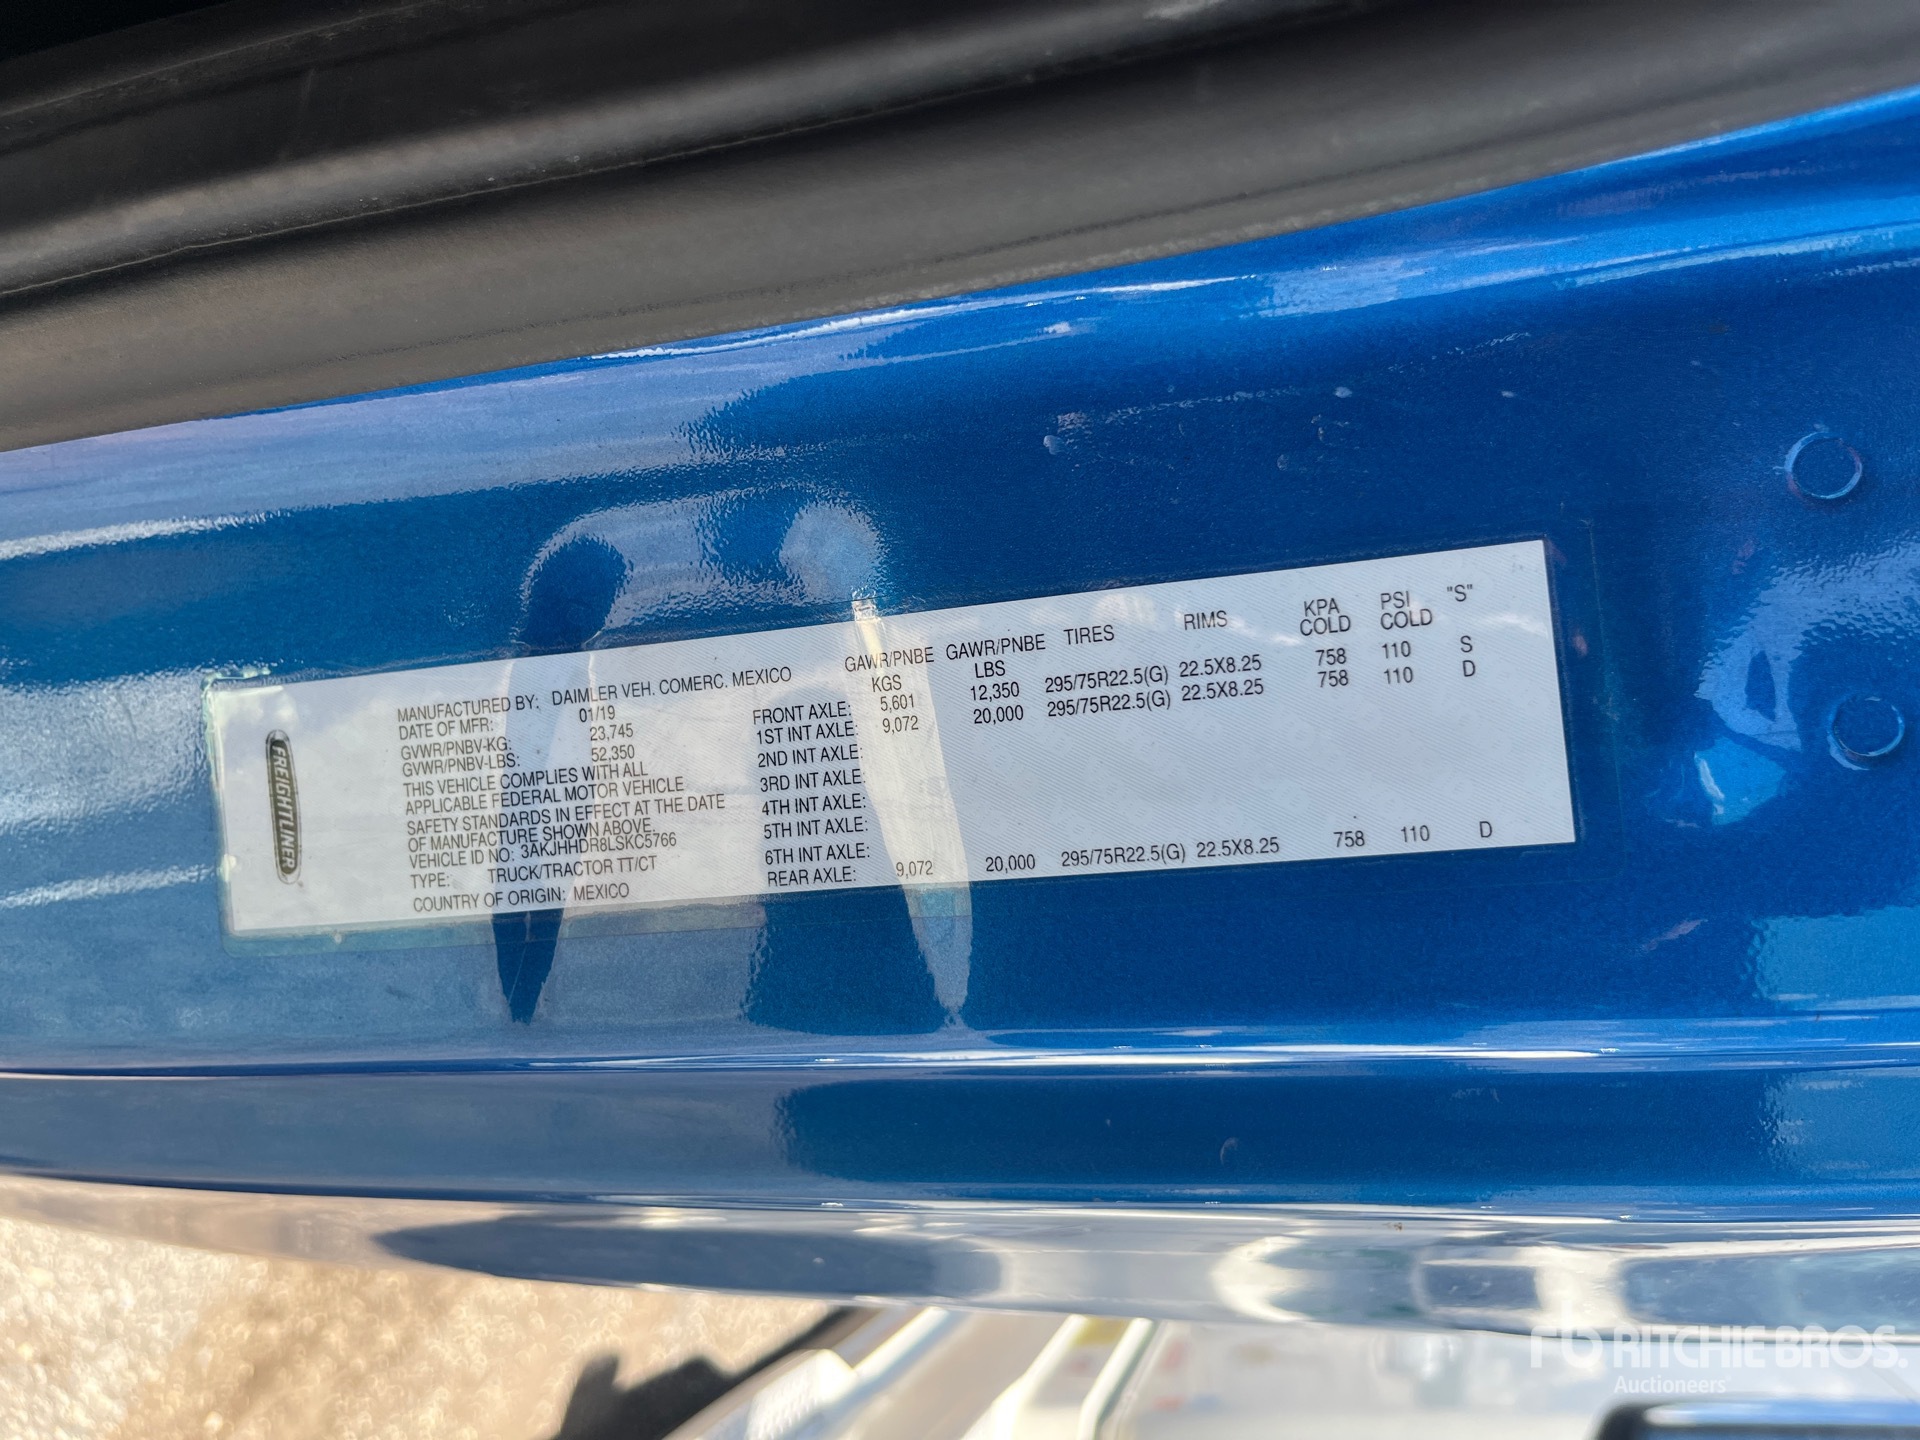 FREIGHTLINER
MANUFACTURED BY: DAIMLER VEH. COMERC. MEXICO
DATE OF MFR: 01/19
GVWR/PNBV-KG: 23,745
GVWR/PNBV-LBS: 52,350
THIS VEHICLE COMPLIES WITH ALL
APPLICABLE FEDERAL MOTOR VEHICLE
SAFETY STANDARDS IN EFFECT AT THE DATE
OF MANUFACTURE SHOWN ABOVE.
VEHICLE ID NO: 3AKJHHDR8LSKC5766
TYPE: TRUCK/TRACTOR TT/CT
COUNTRY OF ORIGIN: MEXICO
GAWR/PNBE GAWR/PNBE TIRES RIMS KPA PSI "S"
KGS LBS COLD COLD
FRONT AXLE: 5,601 12,350 295/75R22.5(G) 22.5X8.25 758 110 S
1ST INT AXLE: 9,072 20,000 295/75R22.5(G) 22.5X8.25 758 110 D
2ND INT AXLE:
3RD INT AXLE:
4TH INT AXLE:
5TH INT AXLE:
6TH INT AXLE:
REAR AXLE: 9,072 20,000 295/75R22.5(G) 22.5X8.25 758 110 D
rb RITCHIE BROS.
Auctioneers